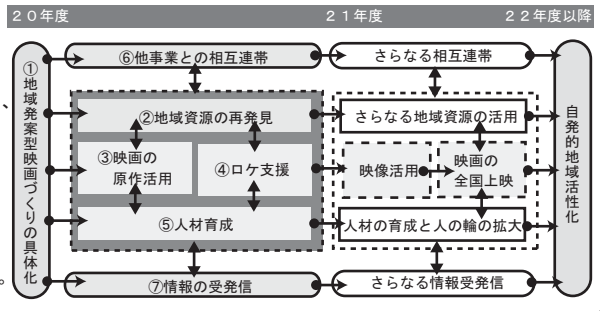 ２０年度
２１年度
２２年度以降
①地域発案型映画づくりの具体化
⑥他事業との相互連帯
さらなる相互連帯
②地域資源の再発見
さらなる地域資源の活用
③映画の
原作活用
④ロケ支援
映像活用
映画の
全国上映
⑤人材育成
人材の育成と人の輪の拡大
⑦情報の受発信
さらなる情報受発信
自発的地域活性化
、
。